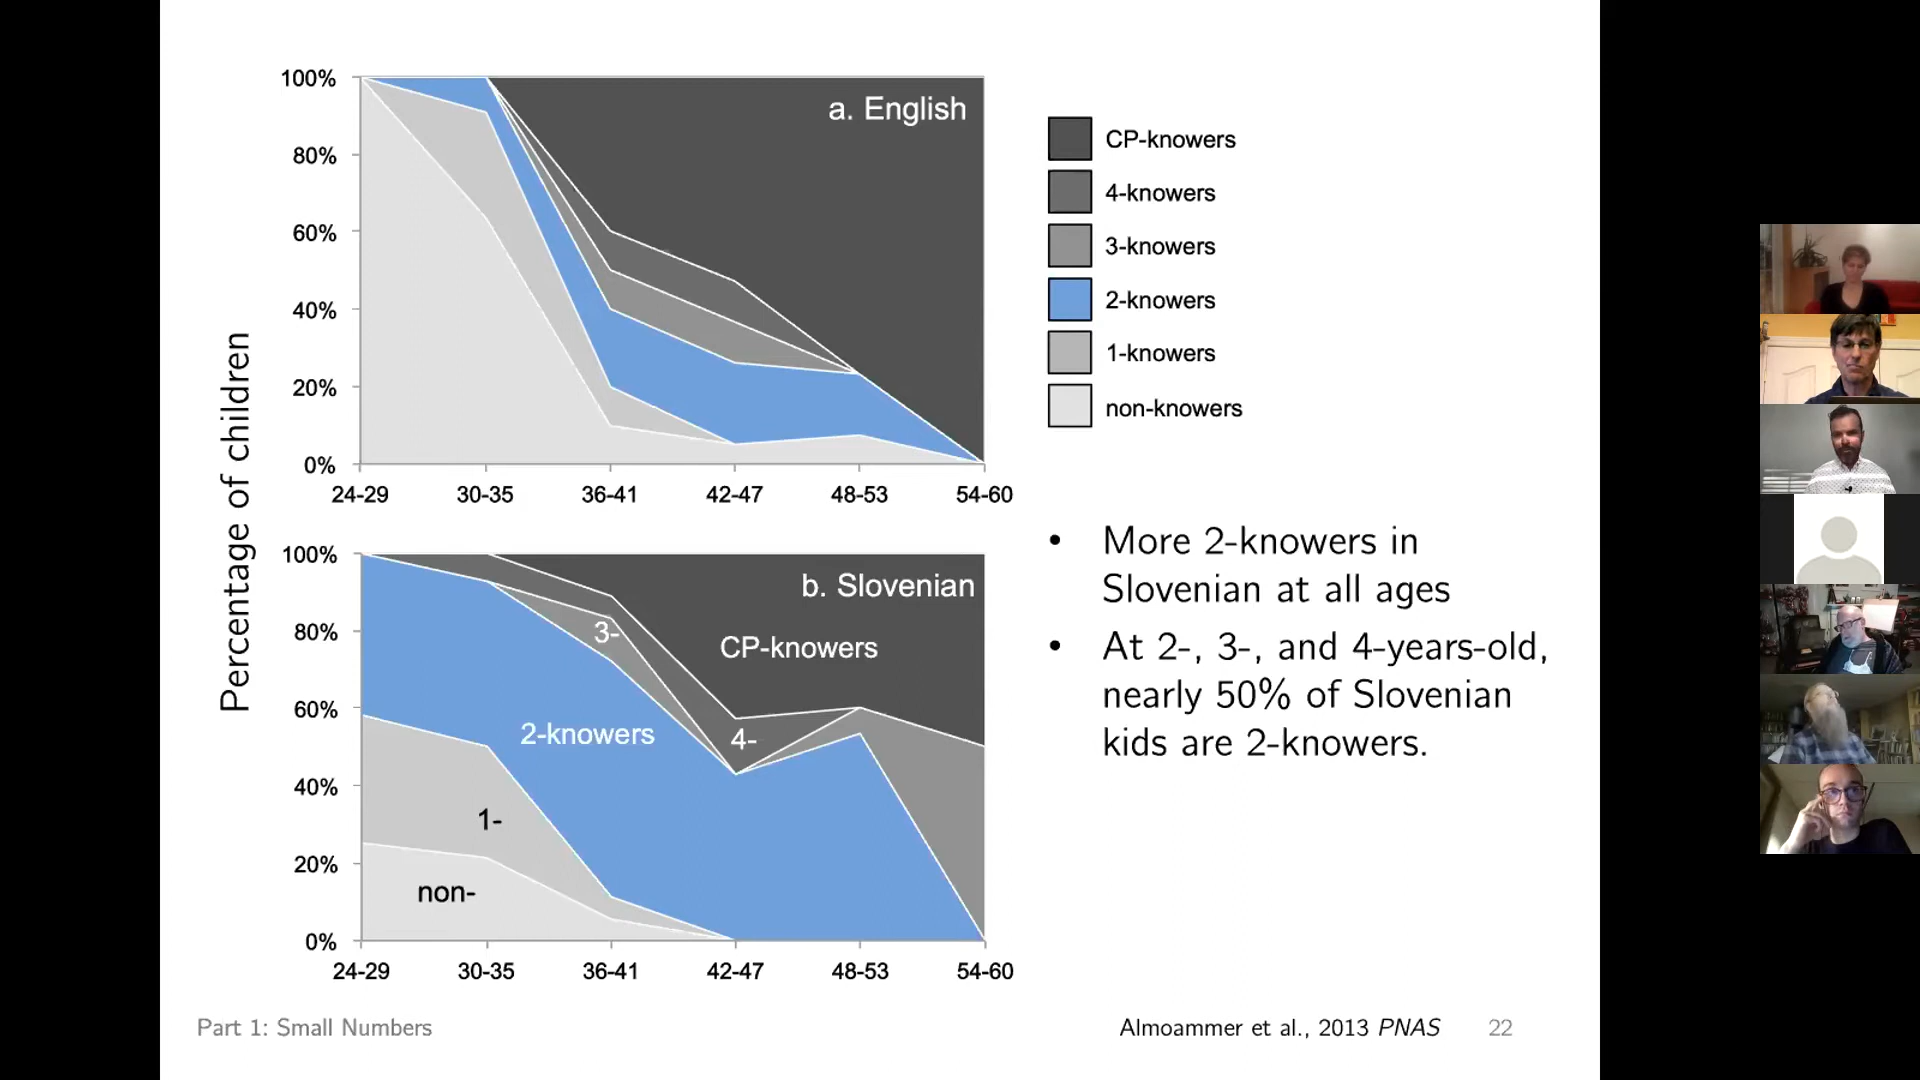 100%
80%
60%
40%
20%
0%
a. English
24-29 30-35 36-41 42-47 48-53 54-60
CP-knowers
4-knowers
3-knowers
2-knowers
1-knowers
non-knowers
Percentage of children
100%
80%
60%
40%
20%
0%
b. Slovenian
3-
CP-knowers
2-knowers
4-
1-
non-
24-29 30-35 36-41 42-47 48-53 54-60
• More 2-knowers in
Slovenian at all ages
• At 2-, 3-, and 4-years-old,
nearly 50% of Slovenian
kids are 2-knowers.
Part 1: Small Numbers
Almoammer et al., 2013 PNAS
22